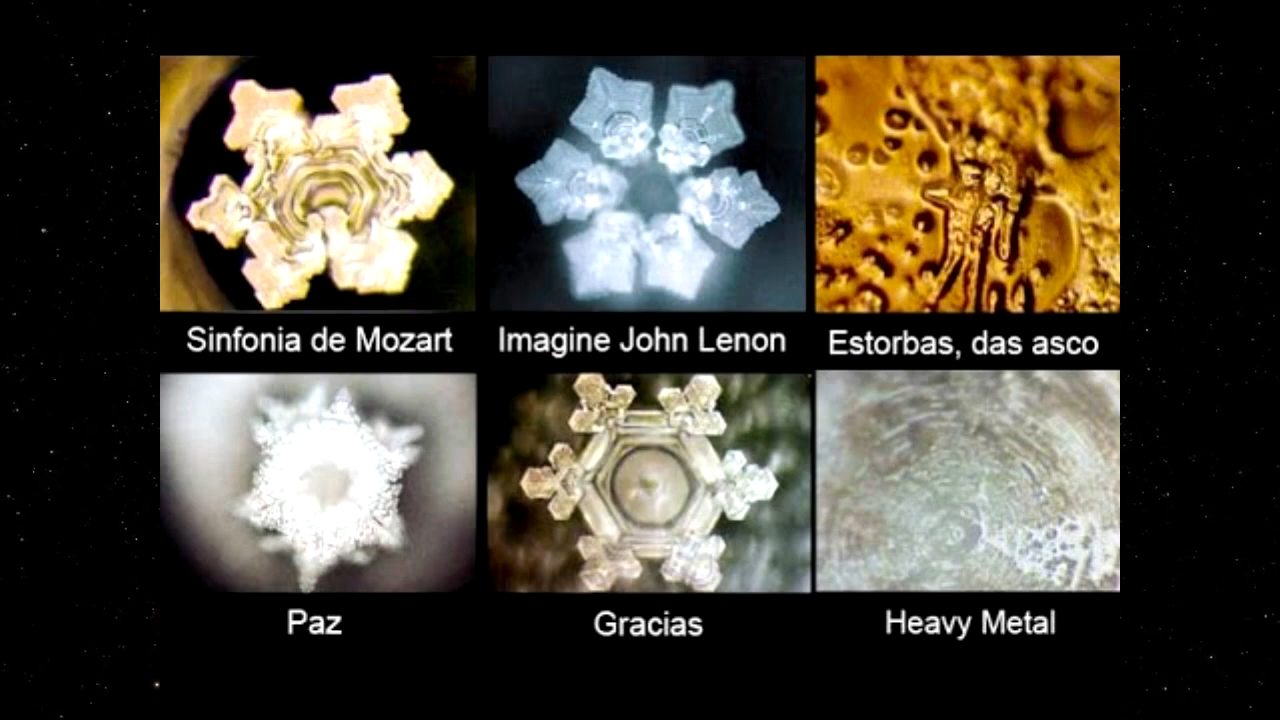 Sinfonia de Mozart
Imagine John Lenon
Estorbas, das asco
Paz
Gracias
Heavy Metal